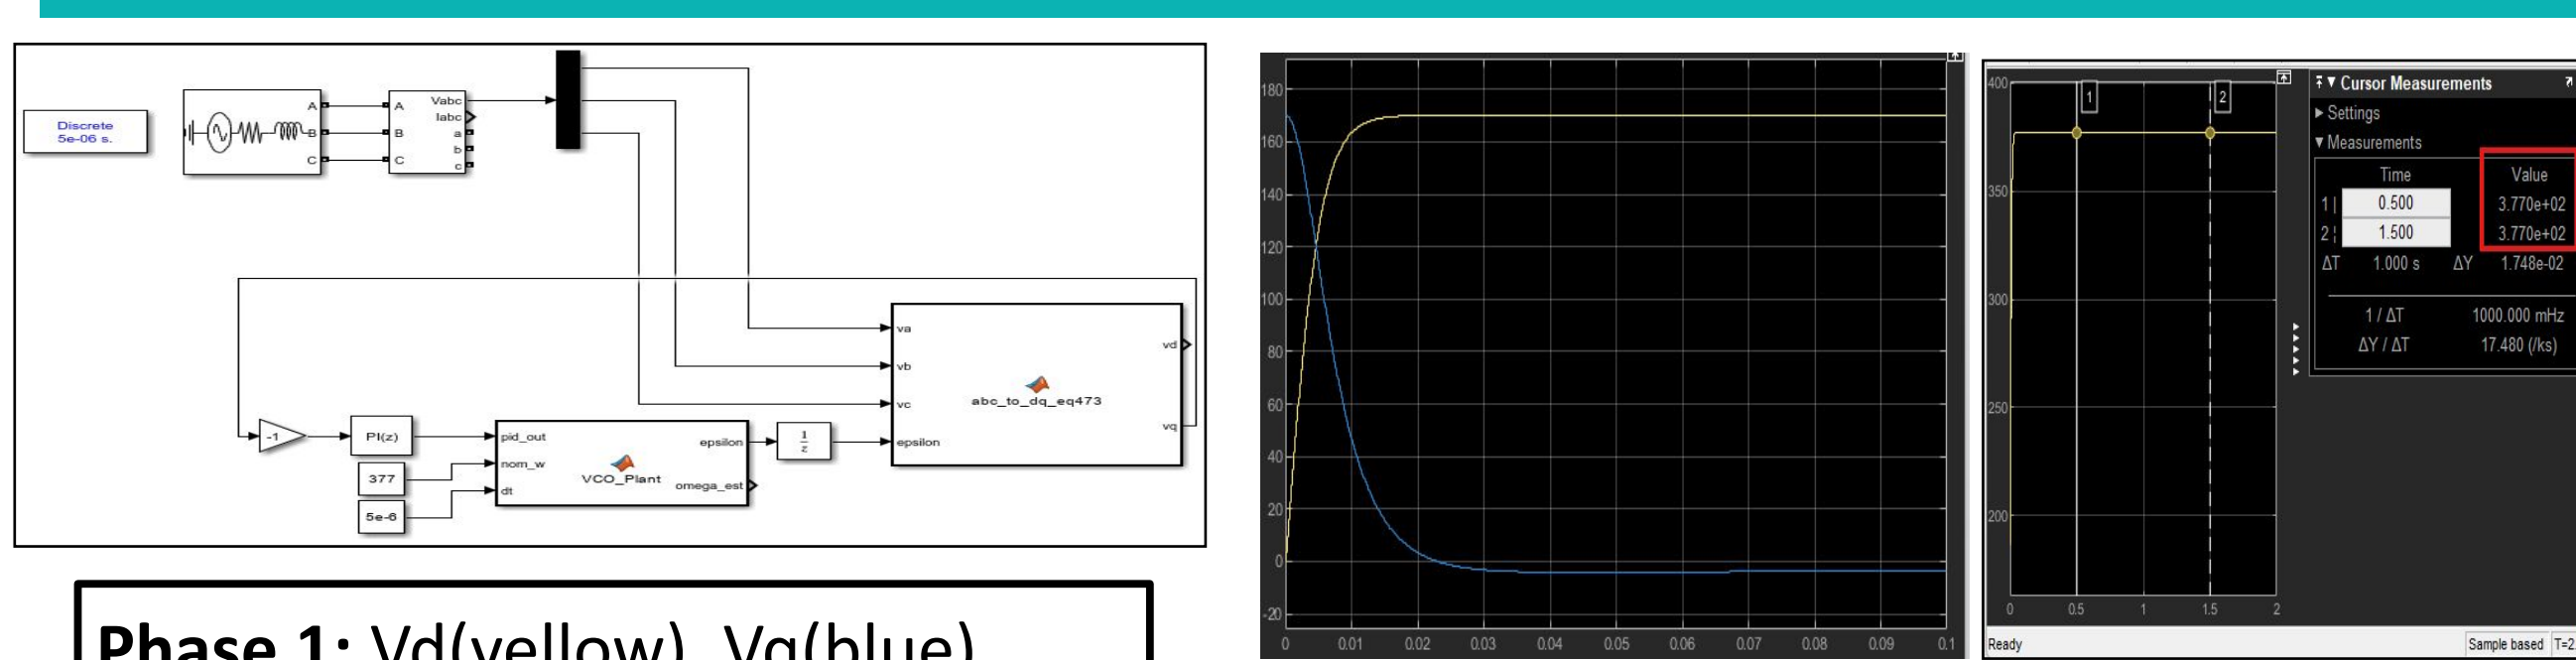 Discrete
5e-06 s.
A
B
C
A
B
C
Vabc
Iabc
a
b
c
va
vb
vc
epsilon
vd
vq
abc_to_dq_eq473
-1
PI(z)
377
5e-6
pid_out
nom_w
dt
VCO_Plant
epsilon
omega_est
1
z
Phase 1: Vd(yellow), Vq(blue)
180
160
140
120
100
80
60
40
20
0
-20
0 0.01 0.02 0.03 0.04 0.05 0.06 0.07 0.08 0.09 0.1
400
350
300
250
200
0 0.5 1 1.5 2
1 2
Cursor Measurements
Settings
Measurements
Time Value
1 | 0.500 3.770e+02
2 ¦ 1.500 3.770e+02
ΔT 1.000 s ΔY 1.748e-02
1 / ΔT 1000.000 mHz
ΔY / ΔT 17.480 (/ks)
Ready Sample based T=2